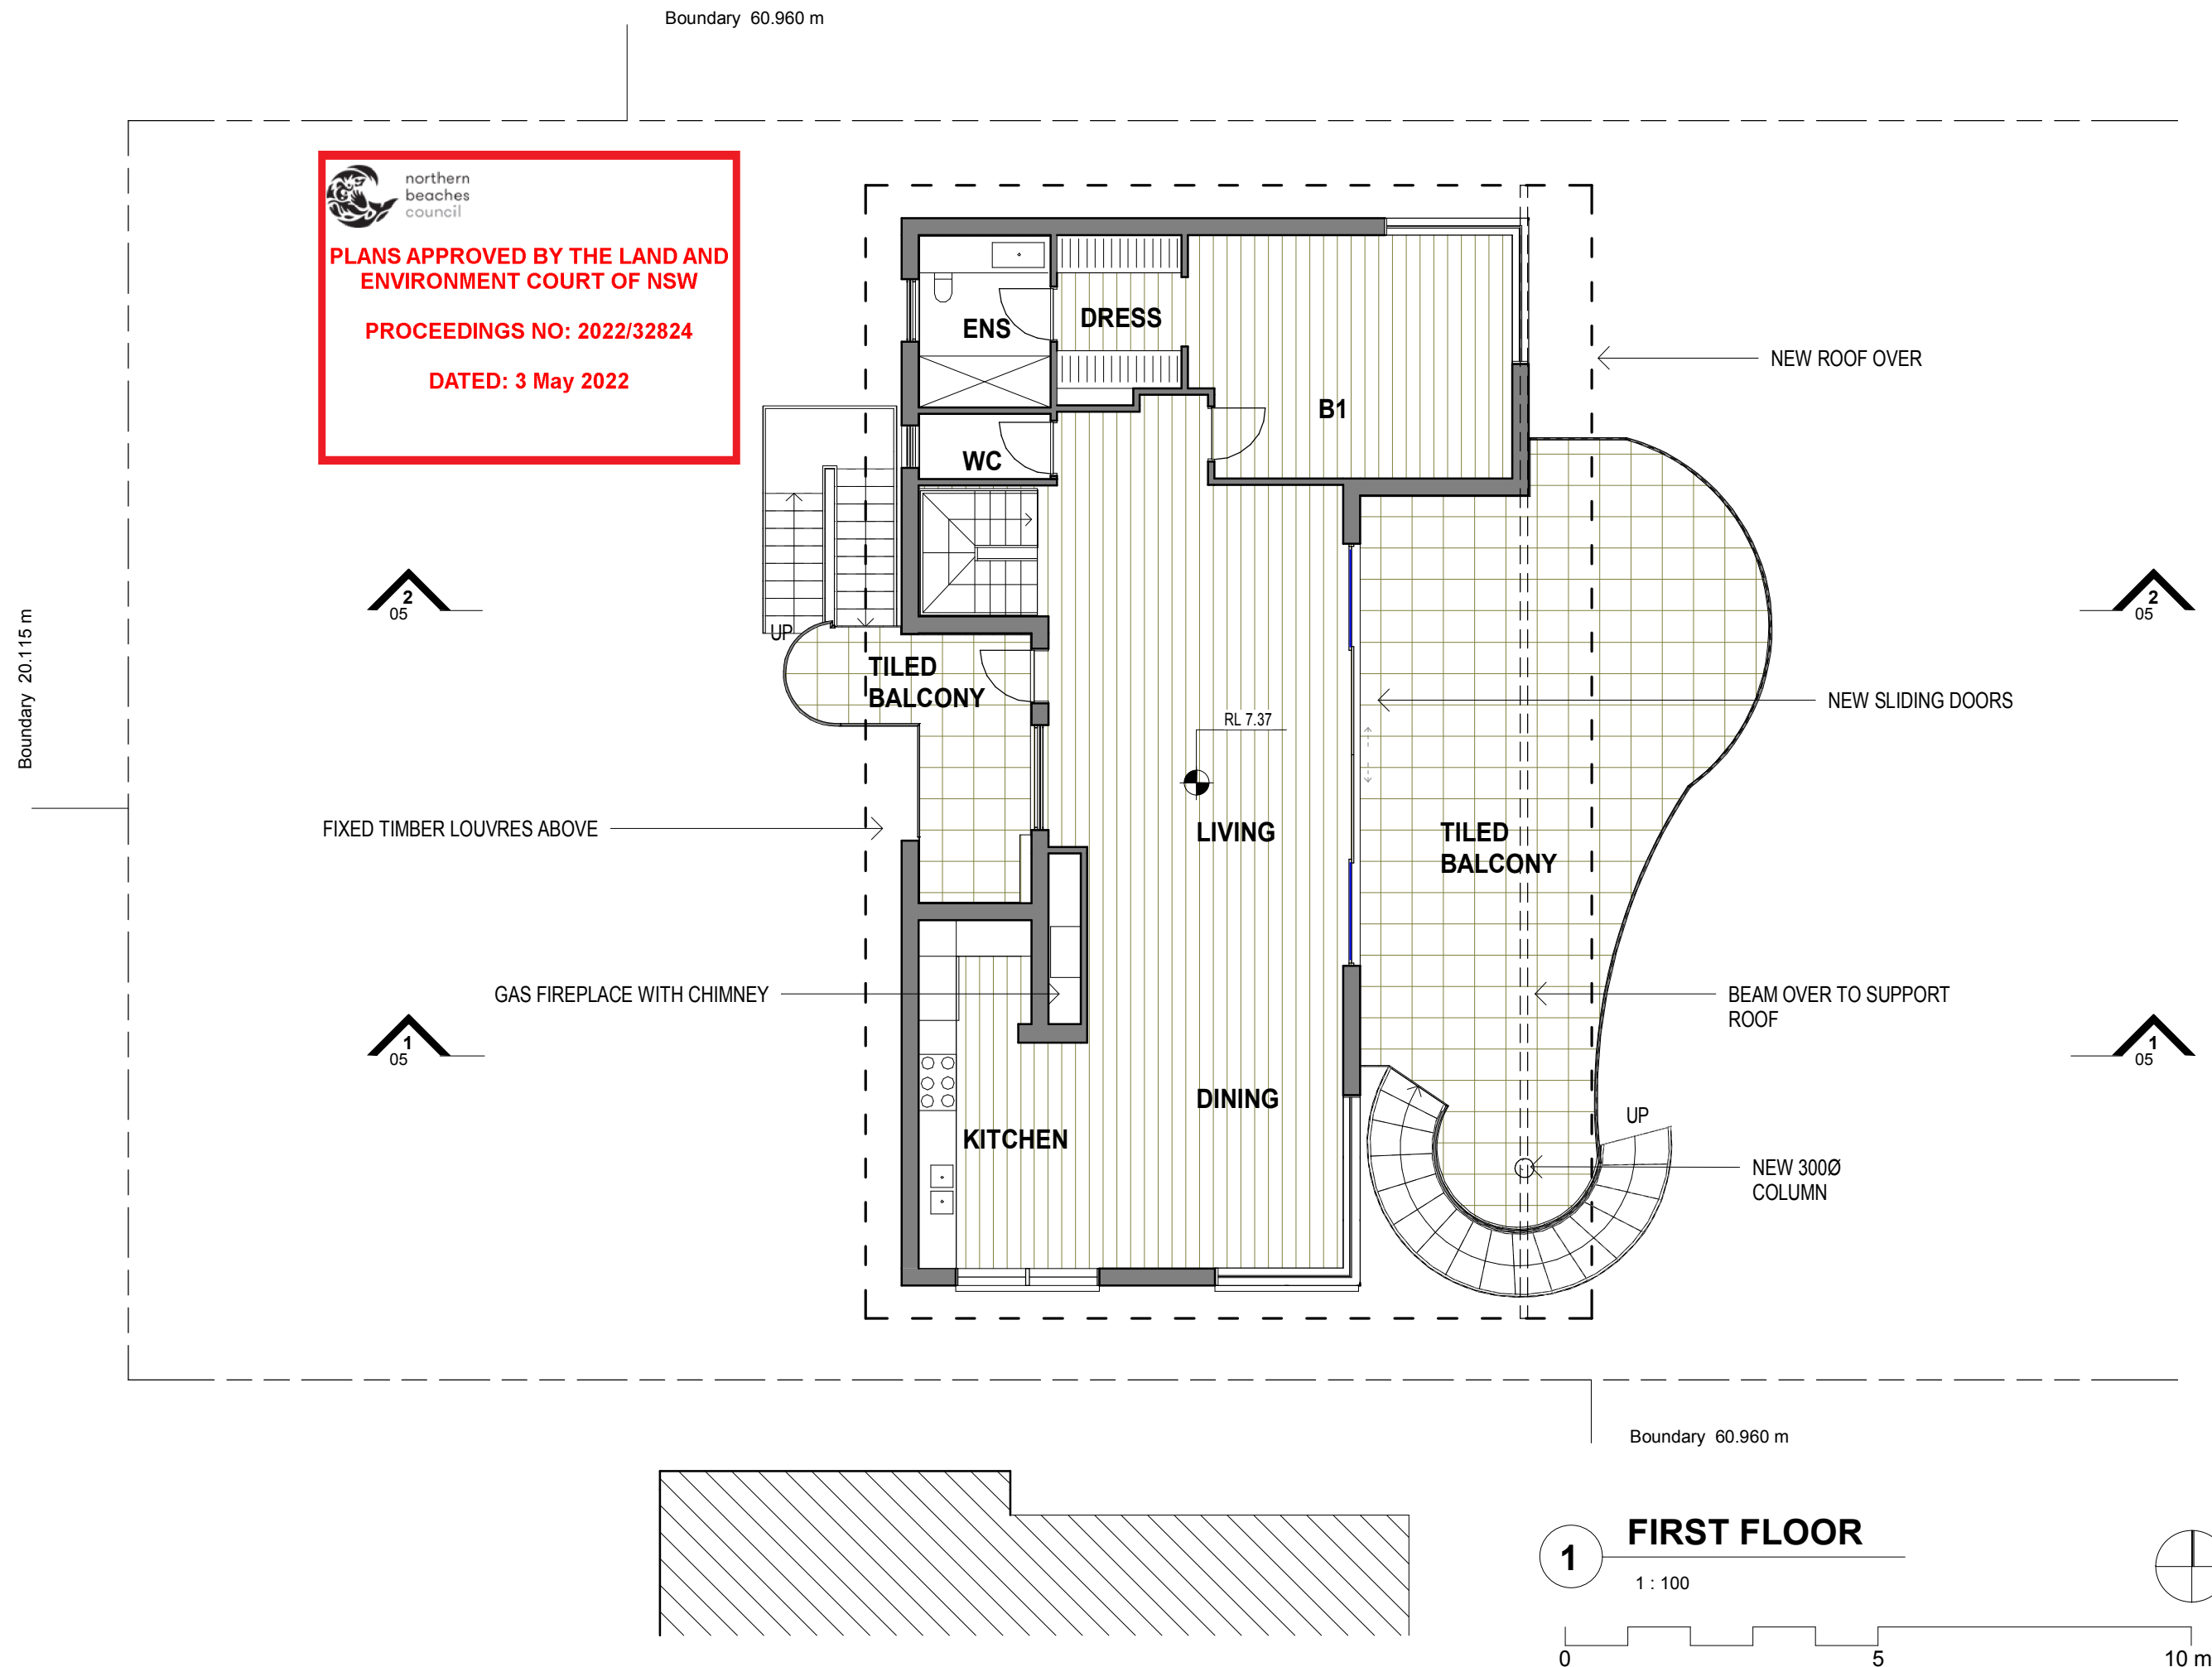 Boundary 60.960 m
northern
beaches
council
PLANS APPROVED BY THE LAND AND
ENVIRONMENT COURT OF NSW
PROCEEDINGS NO: 2022/32824
DATED: 3 May 2022
ENS
DRESS
NEW ROOF OVER
B1
WC
2
05
2
05
Boundary 20.115 m
UP
TILED
BALCONY
NEW SLIDING DOORS
RL 7.37
FIXED TIMBER LOUVRES ABOVE
LIVING
TILED
BALCONY
GAS FIREPLACE WITH CHIMNEY
BEAM OVER TO SUPPORT
ROOF
1
05
1
05
DINING
UP
KITCHEN
NEW 300Ø
COLUMN
Boundary 60.960 m
1
FIRST FLOOR
1 : 100
0
5
10 m